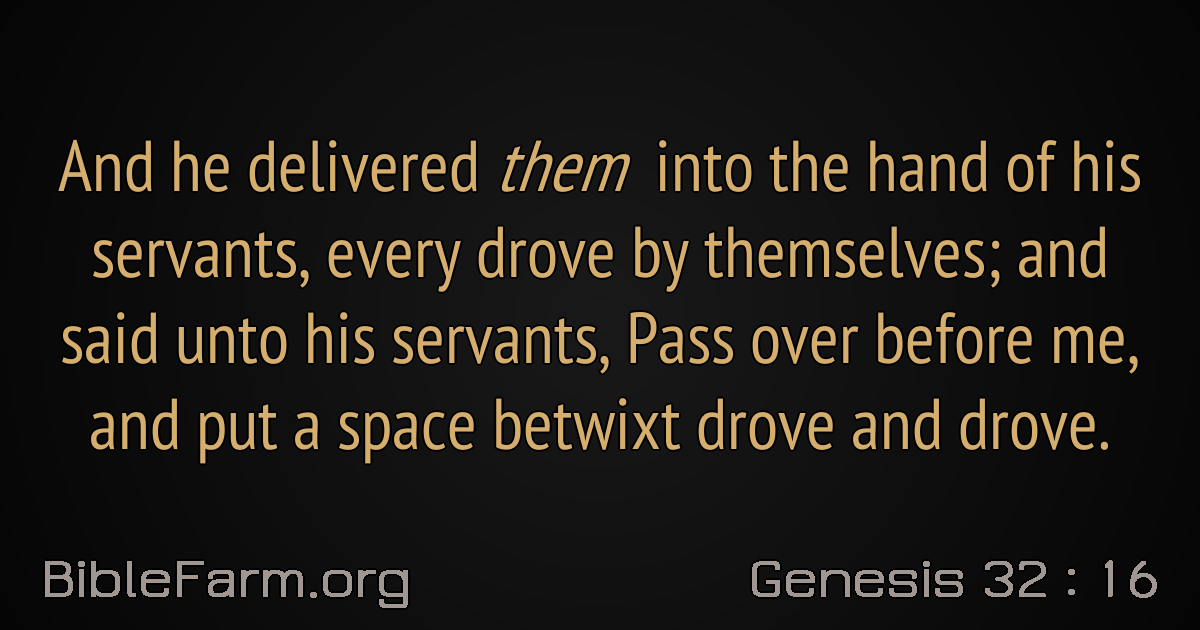 And he delivered them into the hand of his
servants, every drove by themselves; and
said unto his servants, Pass over before me,
and put a space betwixt drove and drove.
BibleFarm.org
Genesis 32 : 16